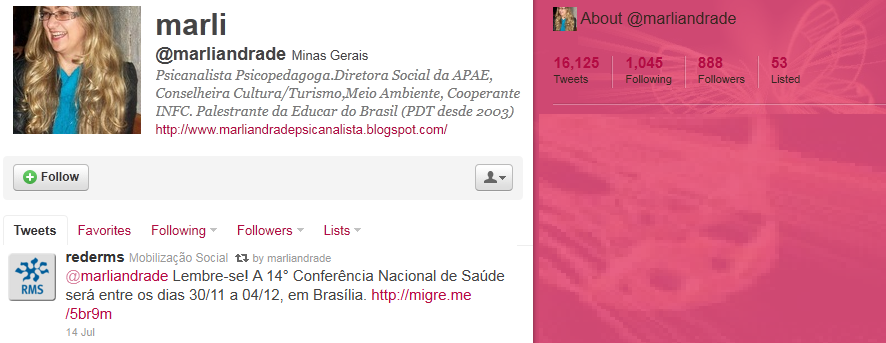 marli
@marliandrade Minas Gerais
Psicanalista Psicopedagoga.Diretora Social da APAE,
Conselheira Cultura/Turismo,Meio Ambiente, Cooperante
INFC. Palestrante da Educar do Brasil (PDT desde 2003)
http://www.marliandradepsicanalista.blogspot.com/
Follow
Tweets Favorites Following Followers Lists
rederms Mobilização Social by marliandrade
@marliandrade Lembre-se! A 14° Conferência Nacional de Saúde
será entre os dias 30/11 a 04/12, em Brasília. http://migre.me
/5br9m
14 Jul
RMS
About @marliandrade
16,125 1,045 888 53
Tweets Following Followers Listed